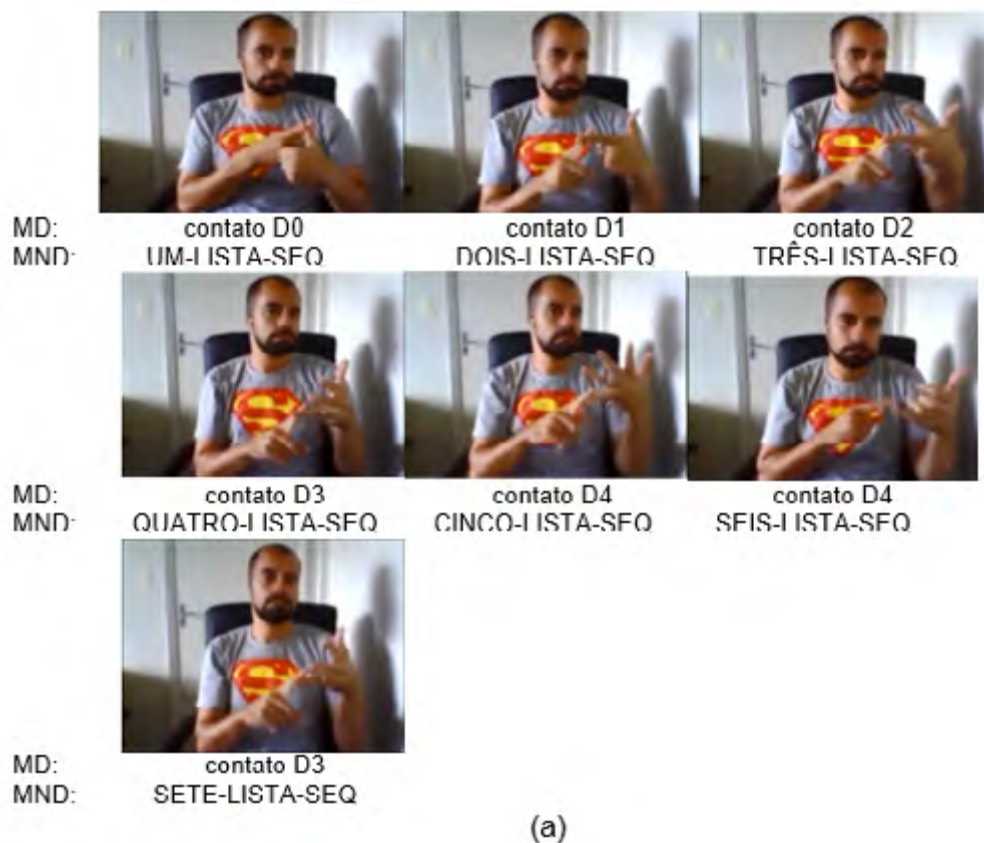 MD: contato D0 contato D1 contato D2
MND: UM-LISTA-SEQ DOIS-LISTA-SEQ TRÊS-LISTA-SEQ
MD: contato D3 contato D4 contato D4
MND: QUATRO-LISTA-SEQ CINCO-LISTA-SEQ SEIS-LISTA-SEQ
MD: contato D3
MND: SETE-LISTA-SEQ
(a)